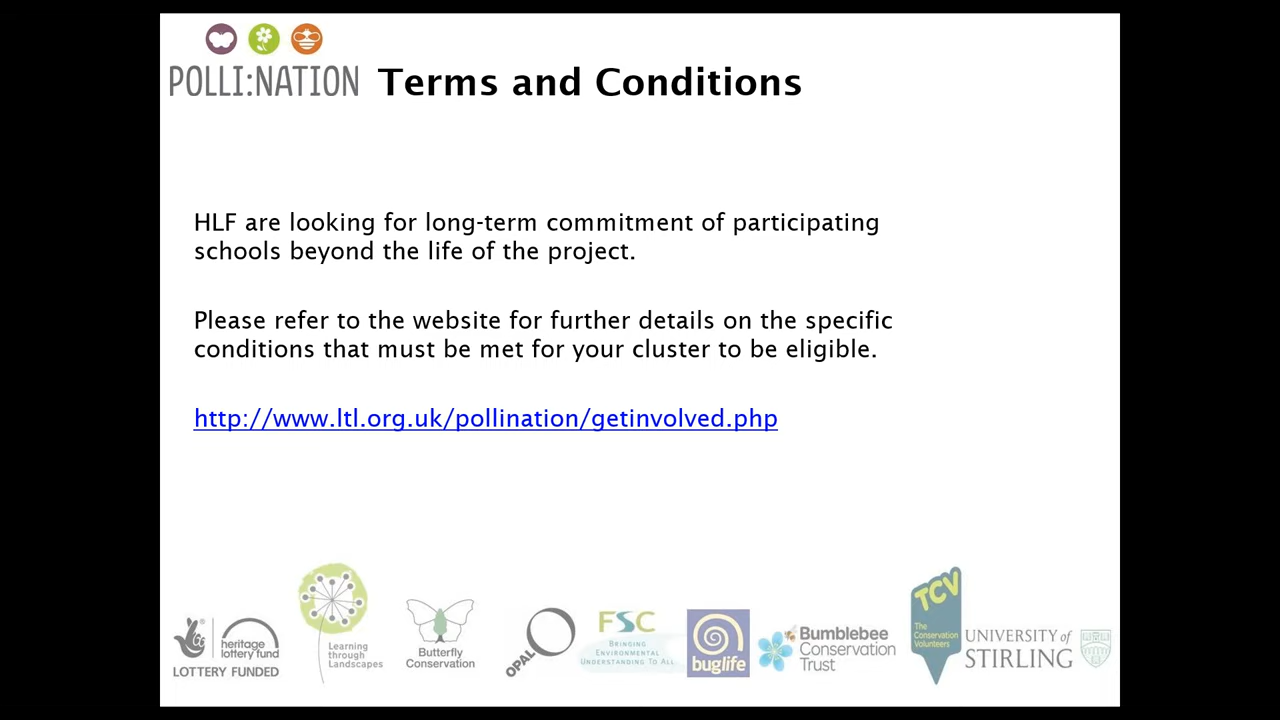 POLLI:NATION Terms and Conditions
HLF are looking for long-term commitment of participating
schools beyond the life of the project.
Please refer to the website for further details on the specific
conditions that must be met for your cluster to be eligible.
http://www.ltl.org.uk/pollination/getinvolved.php
heritage
lottery fund
LOTTERY FUNDED
Learning
through
Landscapes
Butterfly
Conservation
OPAL
FSC
BRINGING
ENVIRONMENTAL
UNDERSTANDING TO ALL
buglife
Bumblebee
Conservation
Trust
TCV
The
Conservation
Volunteers
UNIVERSITY of
STIRLING